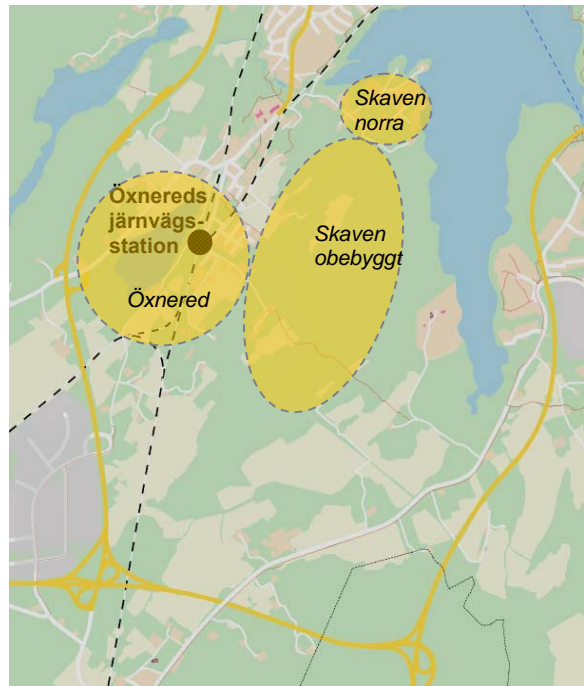 Skaven
norra
Öxnereds
järnvägs-
station
Skaven
obebyggt
Öxnered